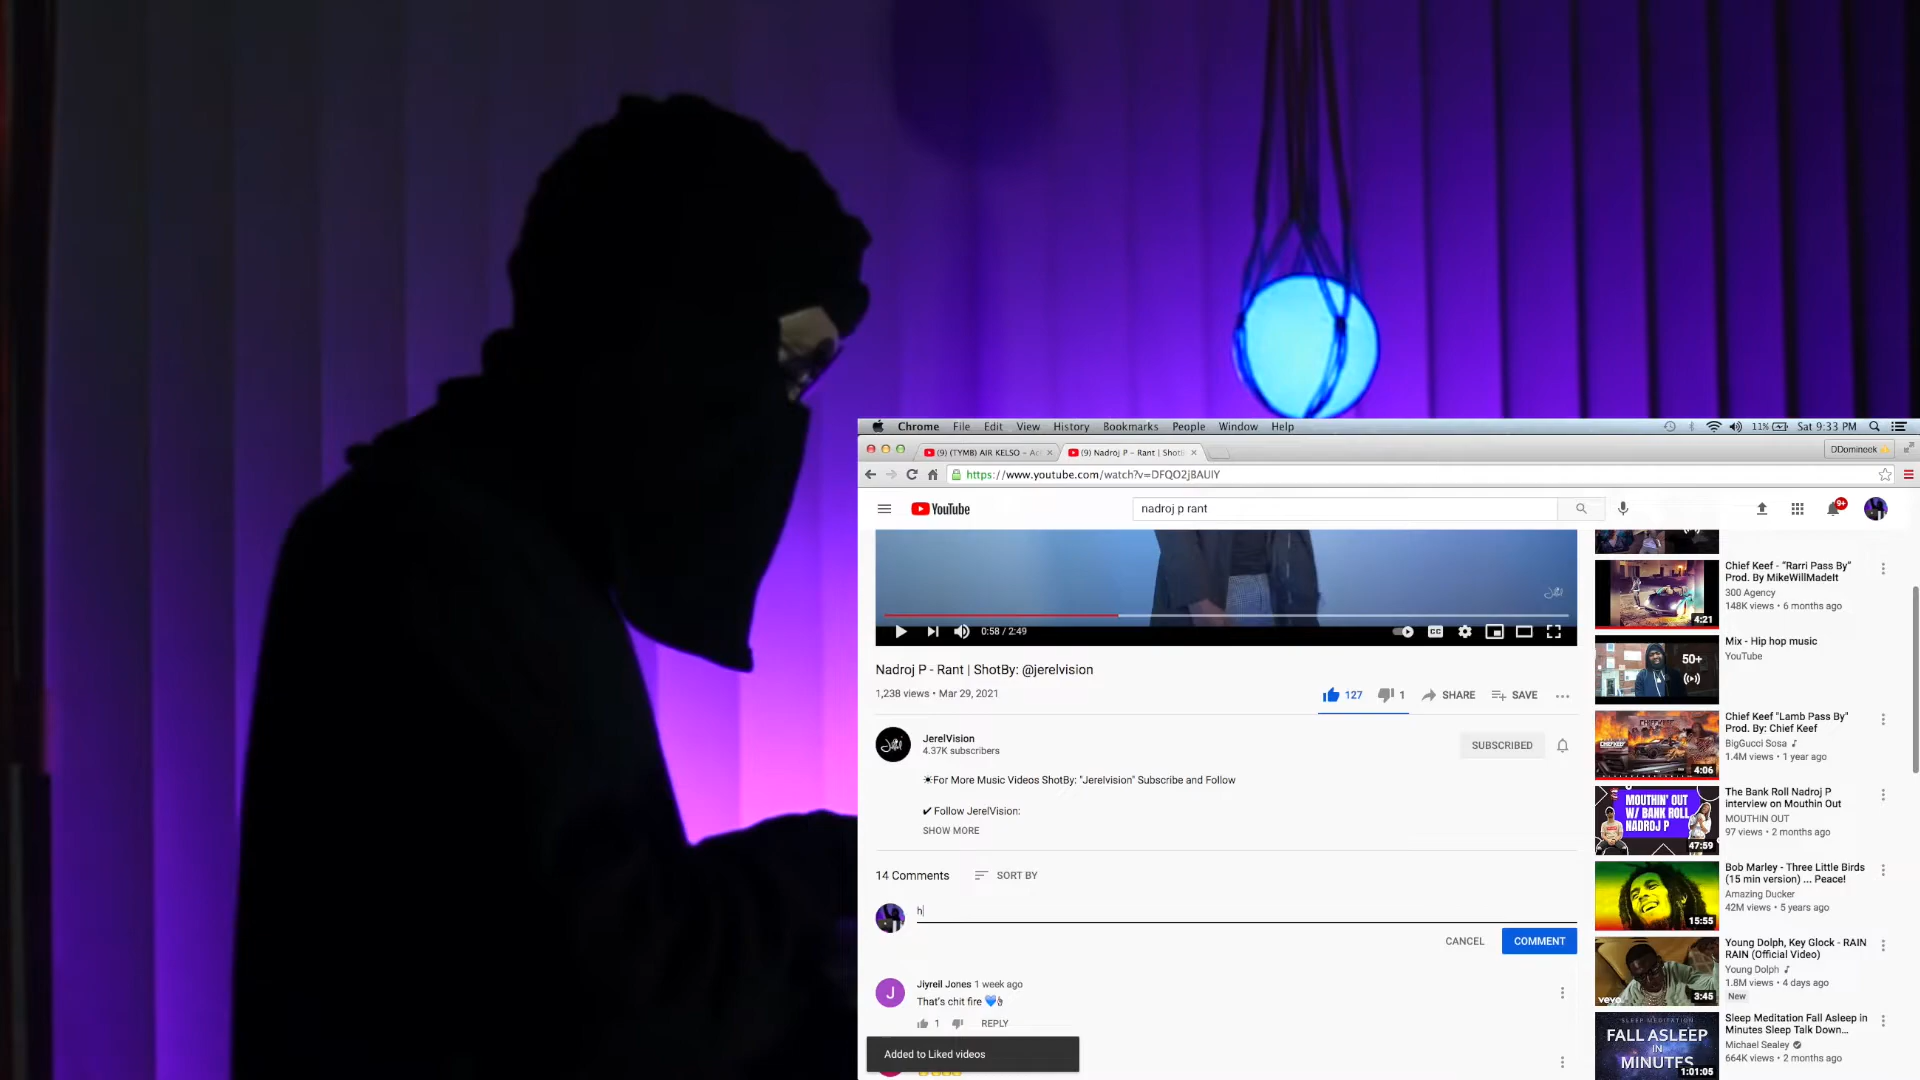 Chrome File Edit View History Bookmarks People Window Help
11% Sat 9:33 PM
(9) (TYMB) AIR KELSO - Ac
(9) Nadroj P - Rant | ShotB
DDomineek
https://www.youtube.com/watch?v=DFQO2jBAUIY
YouTube
nadroj p rant
9+
0:58 / 2:49
CC
Nadroj P - Rant | ShotBy: @jerelvision
1,238 views • Mar 29, 2021
127
1
SHARE
SAVE
JerelVision
4.37K subscribers
SUBSCRIBED
☀For More Music Videos ShotBy: "Jerelvision" Subscribe and Follow
✔ Follow JerelVision:
SHOW MORE
14 Comments
SORT BY
h
CANCEL
COMMENT
J
Jiyreil Jones 1 week ago
That's chit fire 💙
1
REPLY
Added to Liked videos
4:21
Chief Keef - "Rarri Pass By"
Prod. By MikeWillMadeIt
300 Agency
148K views • 6 months ago
50+
Mix - Hip hop music
YouTube
4:06
Chief Keef "Lamb Pass By"
Prod. By: Chief Keef
BigGucci Sosa
1.4M views • 1 year ago
MOUTHIN' OUT
W/ BANK ROLL
NADROJ P
47:59
The Bank Roll Nadroj P
interview on Mouthin Out
MOUTHIN OUT
97 views • 2 months ago
15:55
Bob Marley - Three Little Birds
(15 min version) ... Peace!
Amazing Ducker
42M views • 5 years ago
vevo
3:45
Young Dolph, Key Glock - RAIN
RAIN (Official Video)
Young Dolph
1.8M views • 4 days ago
New
SLEEP MEDITATION
FALL ASLEEP
IN
MINUTES
1:01:05
Sleep Meditation Fall Asleep in
Minutes Sleep Talk Down...
Michael Sealey
664K views • 2 months ago